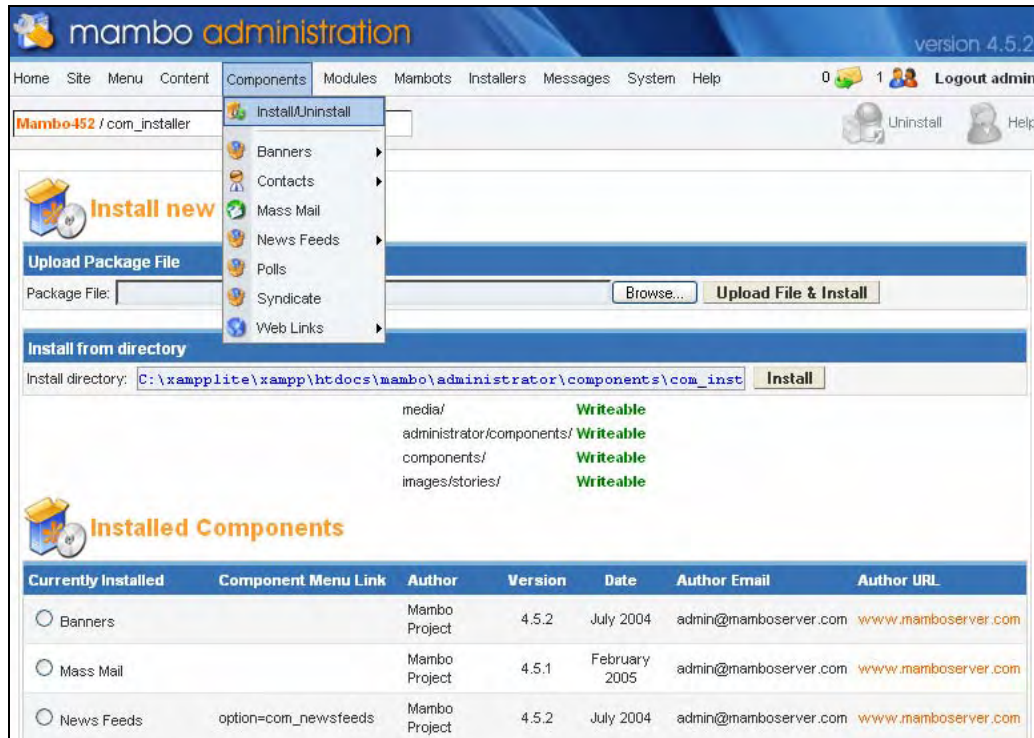 mambo administration
version 4.5.2
Home Site Menu Content Components Modules Mambots Installers Messages System Help 0 1 Logout admin
Mambo452 / com_installer
Uninstall Help
Install/Uninstall
Banners
Contacts
Mass Mail
News Feeds
Polls
Syndicate
Web Links
Install new
Upload Package File
Package File: Browse... Upload File & Install
Install from directory
Install directory: C:\xampplite\xampp\htdocs\mambo\administrator\components\com_inst Install
media/ Writeable
administrator/components/ Writeable
components/ Writeable
images/stories/ Writeable
Installed Components
Currently Installed Component Menu Link Author Version Date Author Email Author URL
Banners Mambo Project 4.5.2 July 2004 admin@mamboserver.com www.mamboserver.com
Mass Mail Mambo Project 4.5.1 February 2005 admin@mamboserver.com www.mamboserver.com
News Feeds option=com_newsfeeds Mambo Project 4.5.2 July 2004 admin@mamboserver.com www.mamboserver.com